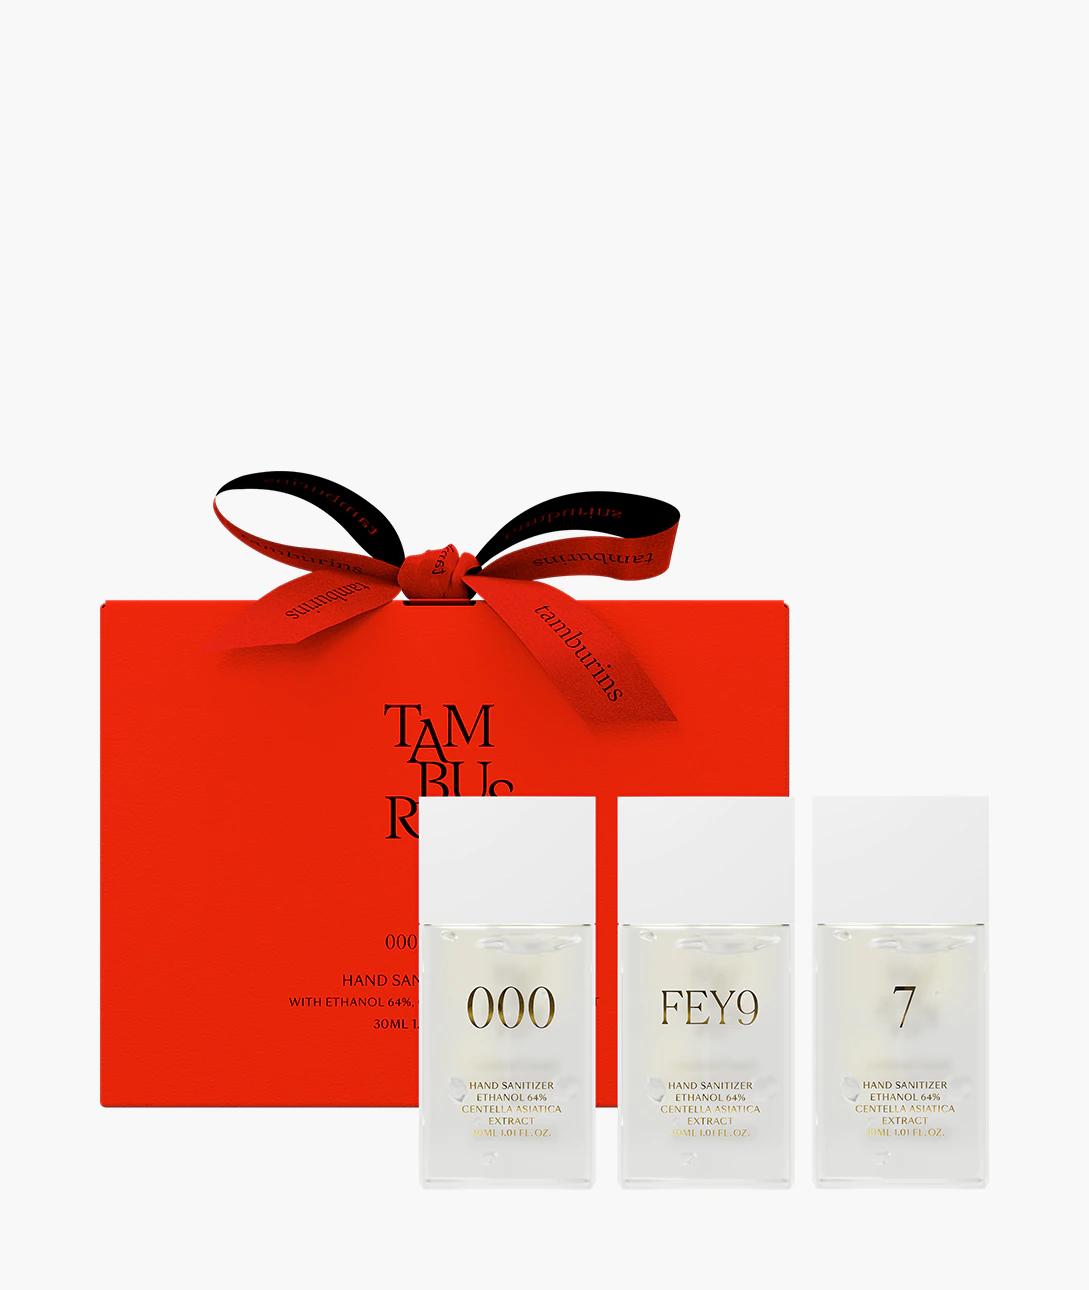 tamburins
tamburins
tamburins
tamburins
tamburins
tamburins
TAM
BUS
R
000
HAND SAN
WITH ETHANOL 64%,
30ML 1.
000
HAND SANITIZER
ETHANOL 64%
CENTELLA ASIATICA
EXTRACT
30ML 1.01 FL. OZ.
FEY9
HAND SANITIZER
ETHANOL 64%
CENTELLA ASIATICA
EXTRACT
30ML 1.01 FL. OZ.
7
HAND SANITIZER
ETHANOL 64%
CENTELLA ASIATICA
EXTRACT
30ML 1.01 FL. OZ.